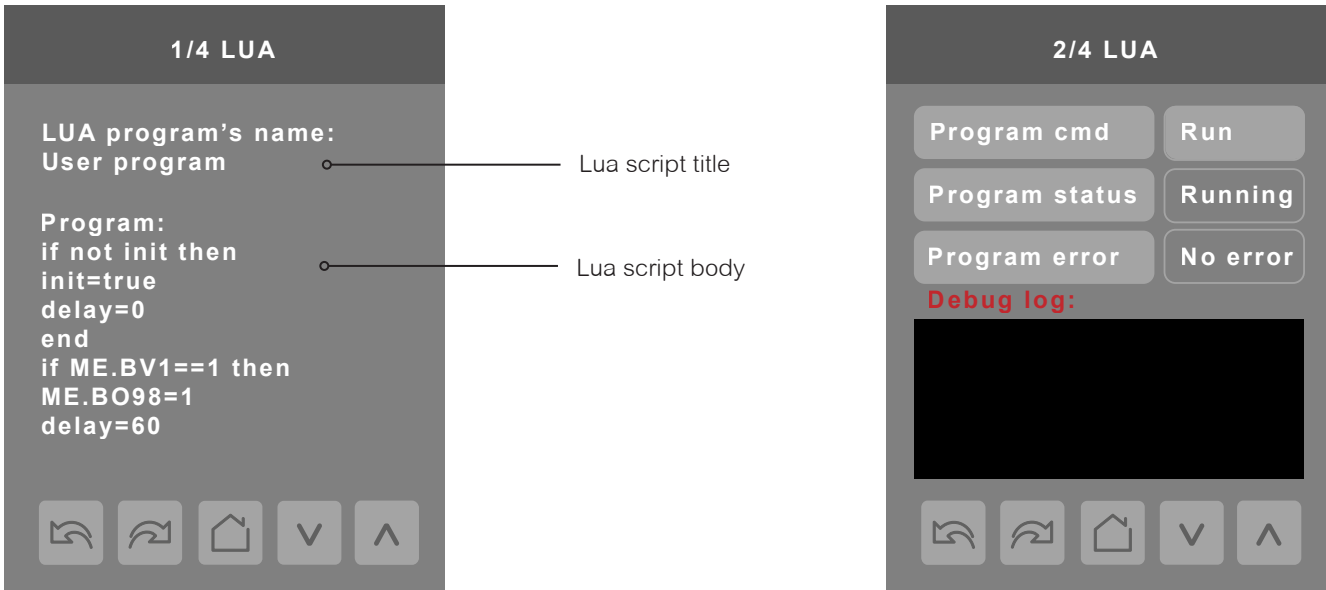 1/4 LUA
LUA program’s name:
User program
Program:
if not init then
init=true
delay=0
end
if ME.BV1==1 then
ME.BO98=1
delay=60
Lua script title
Lua script body
2/4 LUA
Program cmd Run
Program status Running
Program error No error
Debug log: